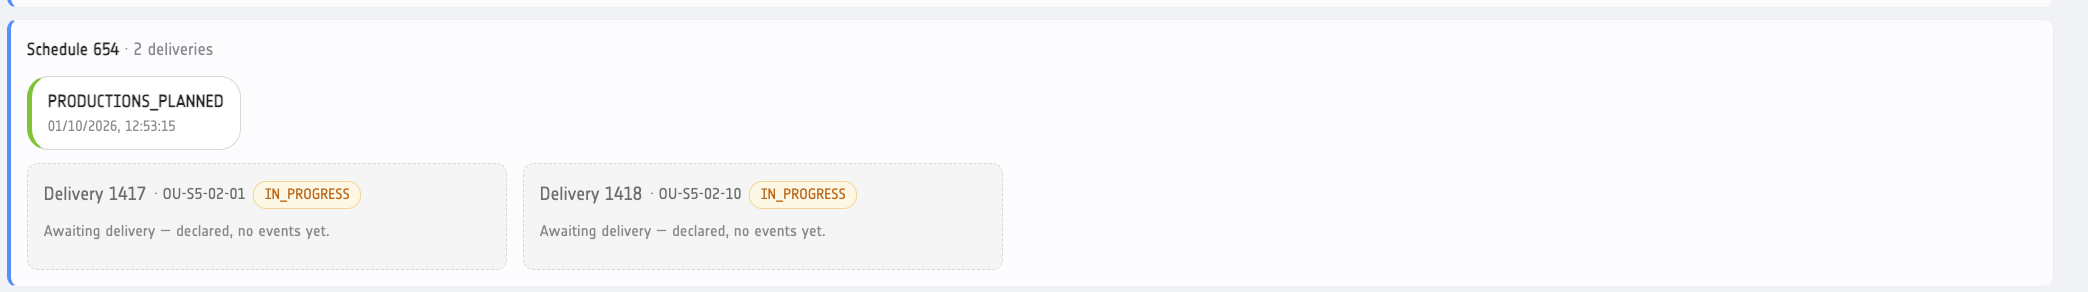 Schedule 654 · 2 deliveries
PRODUCTIONS_PLANNED
01/10/2026, 12:53:15
Delivery 1417 · OU-S5-02-01 IN_PROGRESS
Awaiting delivery — declared, no events yet.
Delivery 1418 · OU-S5-02-10 IN_PROGRESS
Awaiting delivery — declared, no events yet.